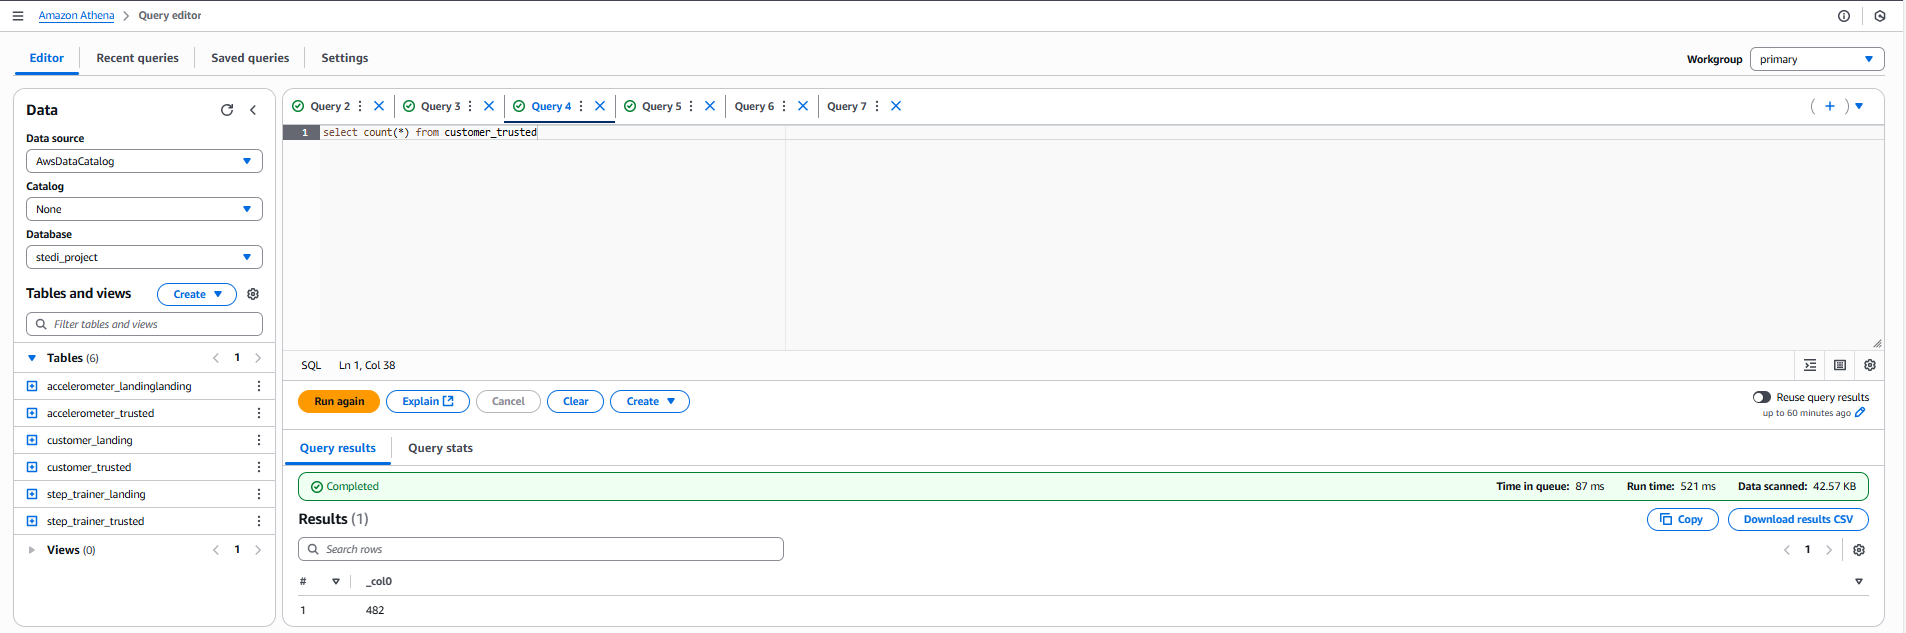 Amazon Athena > Query editor
Editor Recent queries Saved queries Settings
Workgroup primary
Data
Data source
AwsDataCatalog
Catalog
None
Database
stedi_project
Tables and views Create
Filter tables and views
Tables (6) 1
accelerometer_landinglanding
accelerometer_trusted
customer_landing
customer_trusted
step_trainer_landing
step_trainer_trusted
Views (0) 1
Query 2 Query 3 Query 4 Query 5 Query 6 Query 7
1 select count(*) from customer_trusted
SQL Ln 1, Col 38
Run again Explain Cancel Clear Create
Reuse query results
up to 60 minutes ago
Query results Query stats
Completed Time in queue: 87 ms Run time: 521 ms Data scanned: 42.57 KB
Results (1) Copy Download results CSV
Search rows 1
# _col0
1 482